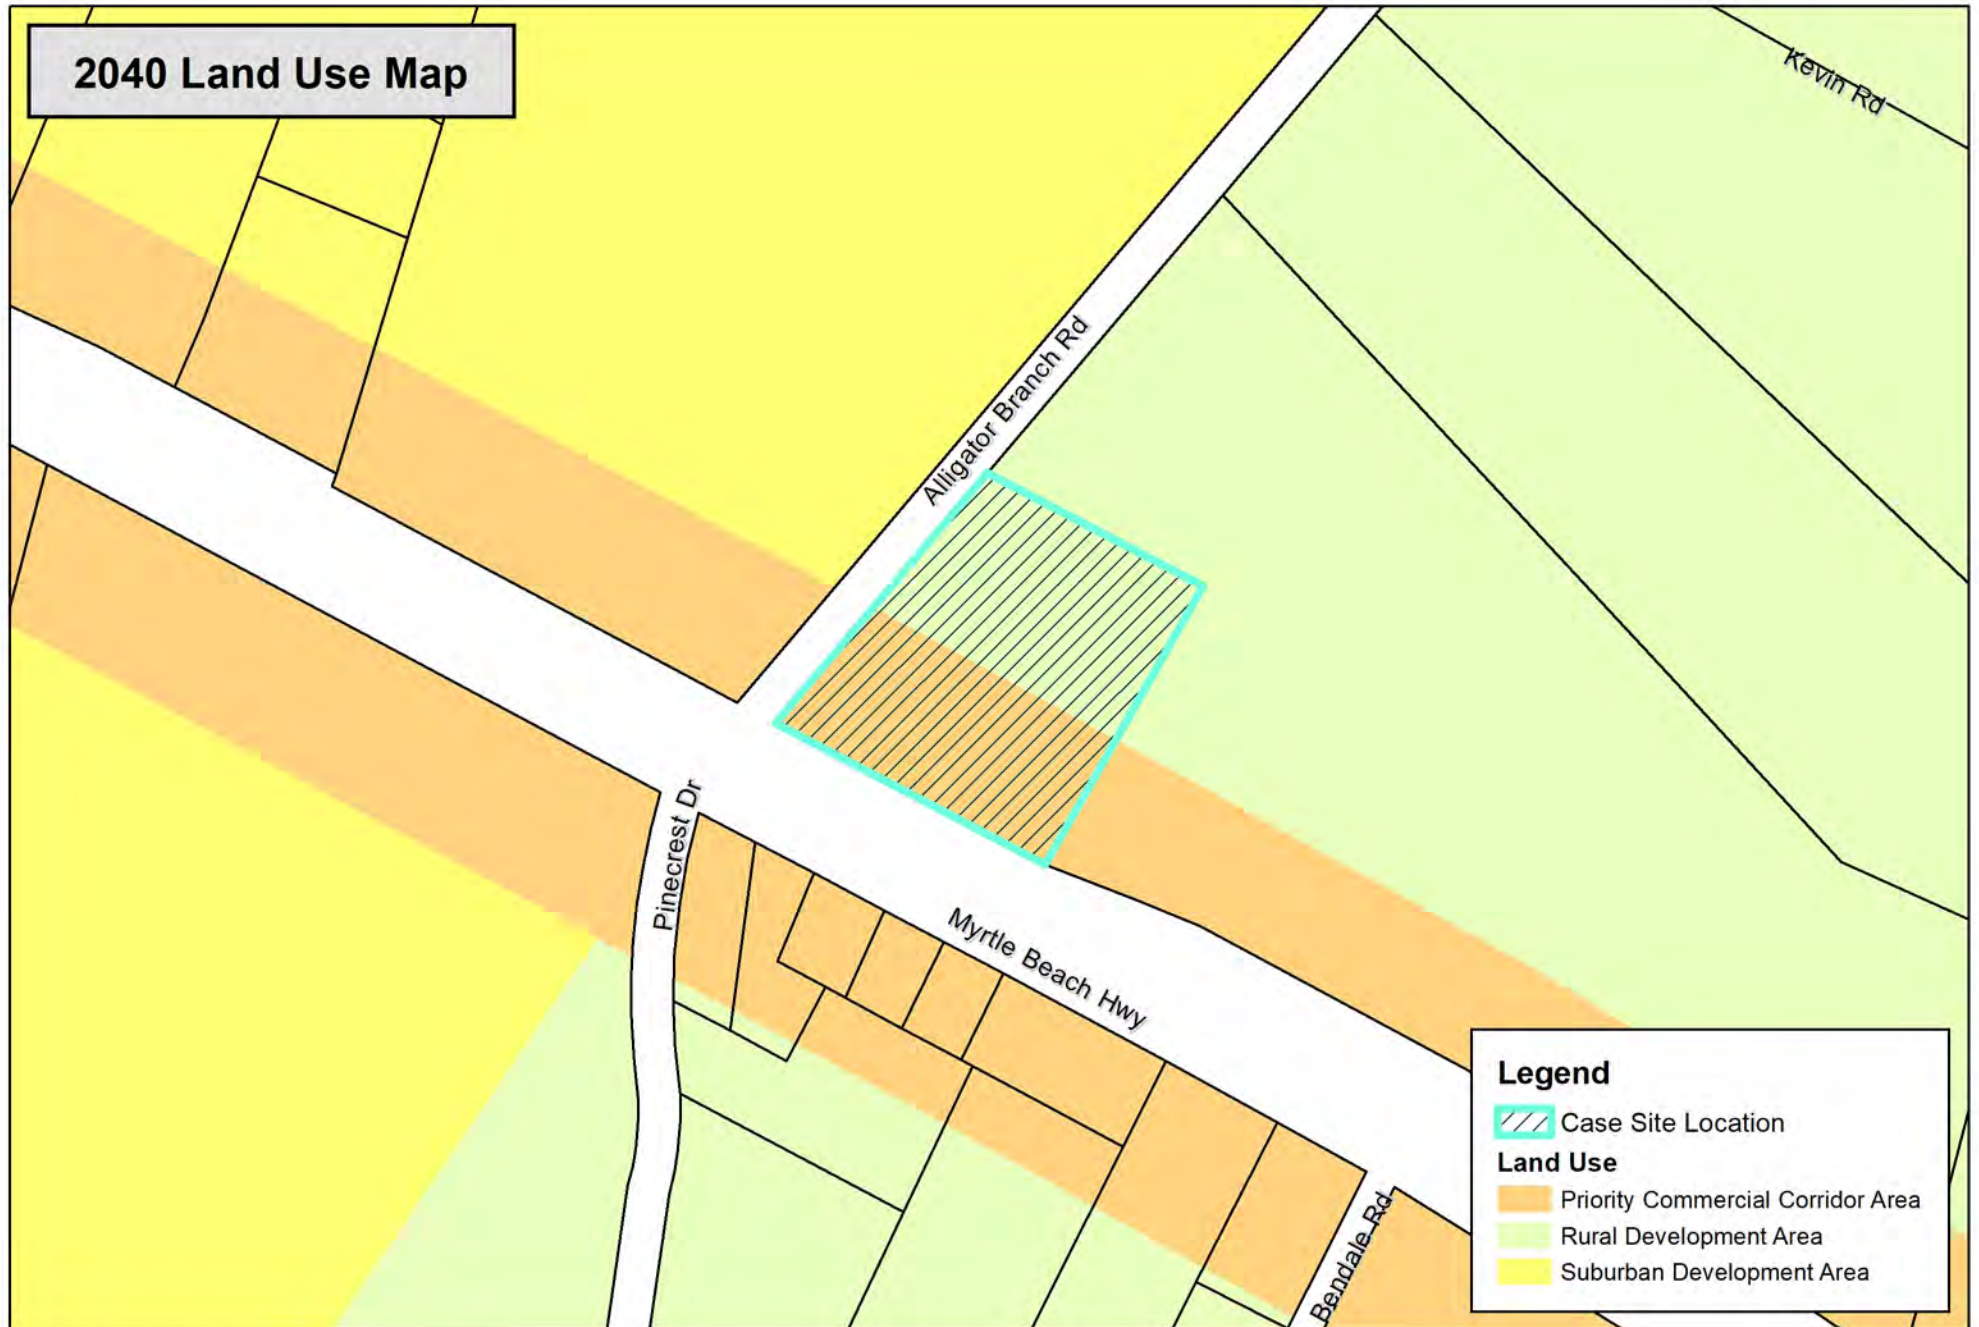 2040 Land Use Map
Kevin Rd
Alligator Branch Rd
Pinecrest Dr
Myrtle Beach Hwy
Bendale Rd
Legend
Case Site Location
Land Use
Priority Commercial Corridor Area
Rural Development Area
Suburban Development Area